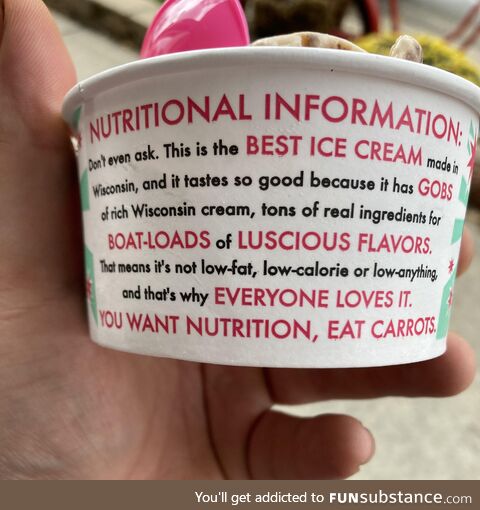 NUTRITIONAL INFORMATION:
Don't even ask. This is the BEST ICE CREAM made in
Wisconsin, and it tastes so good because it has GOBS
of rich Wisconsin cream, tons of real ingredients for
BOAT-LOADS of LUSCIOUS FLAVORS.
That means it's not low-fat, low-calorie or low-anything,
and that's why EVERYONE LOVES IT.
YOU WANT NUTRITION, EAT CARROTS.
You'll get addicted to FUNsubstance.com